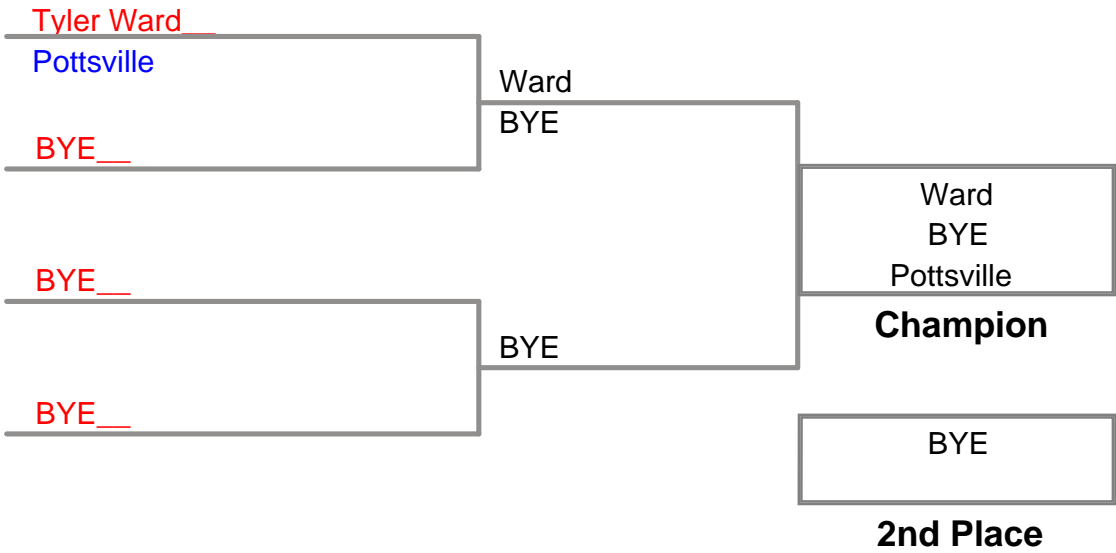 Tyler Ward__
Pottsville
Ward
BYE
BYE__
Ward
BYE
Pottsville
BYE__
Champion
BYE
BYE__
BYE
2nd Place